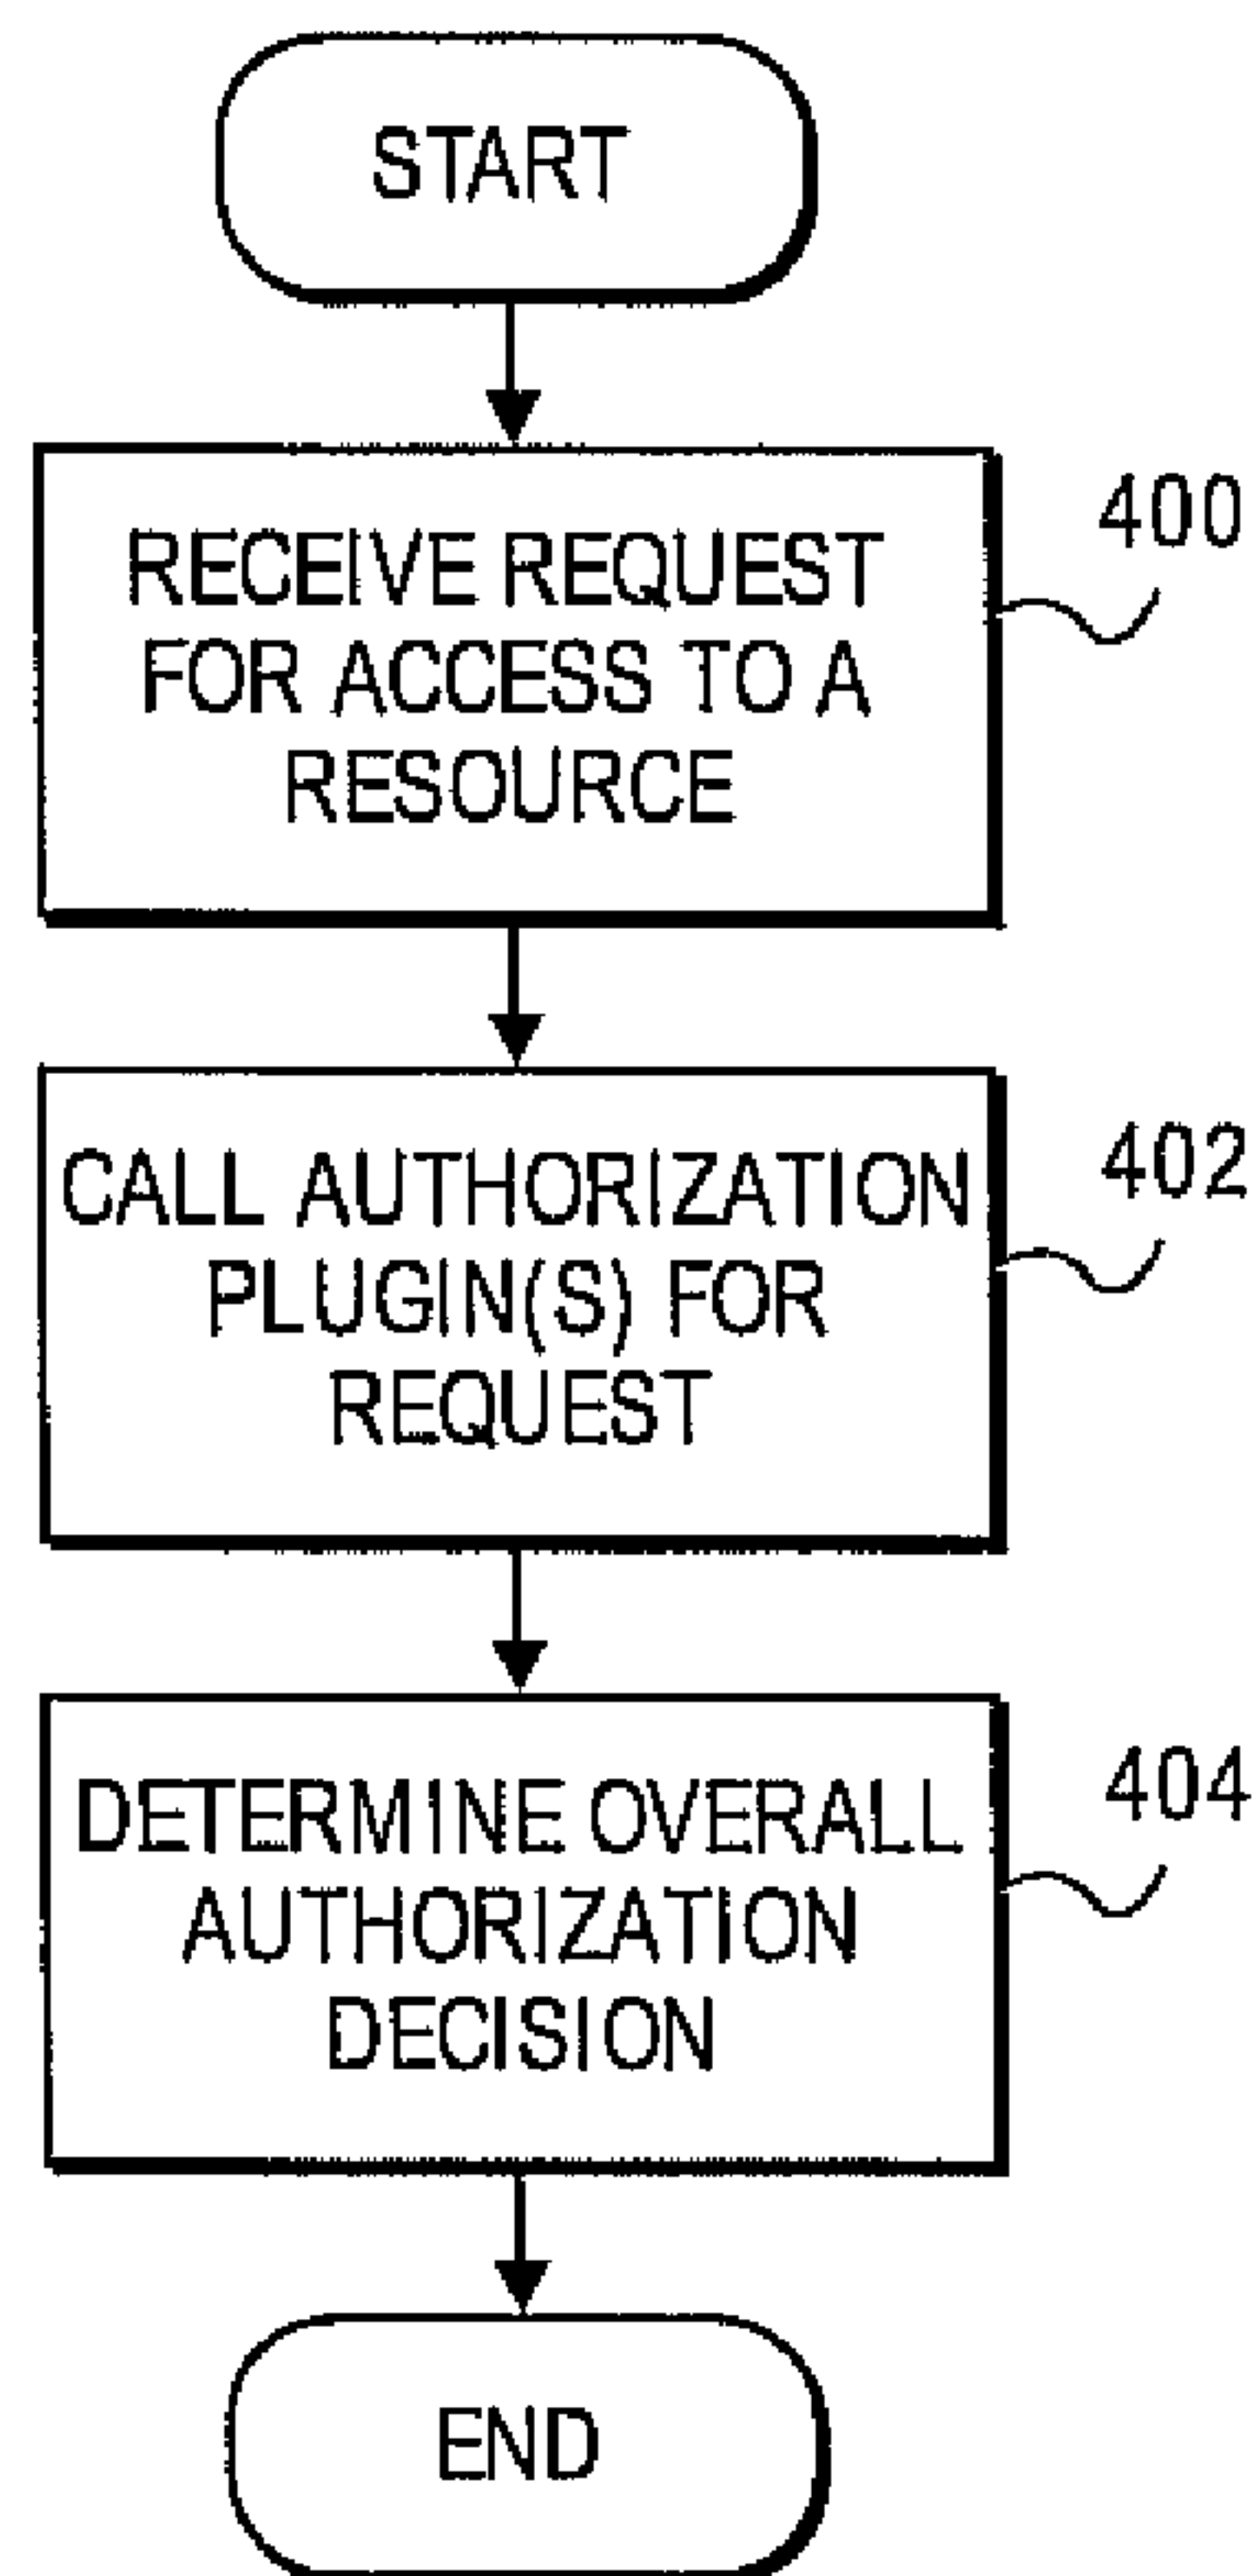 START
RECEIVE REQUEST
FOR ACCESS TO A
RESOURCE
400
CALL AUTHORIZATION
PLUGIN(S) FOR
REQUEST
402
DETERMINE OVERALL
AUTHORIZATION
DECISION
404
END